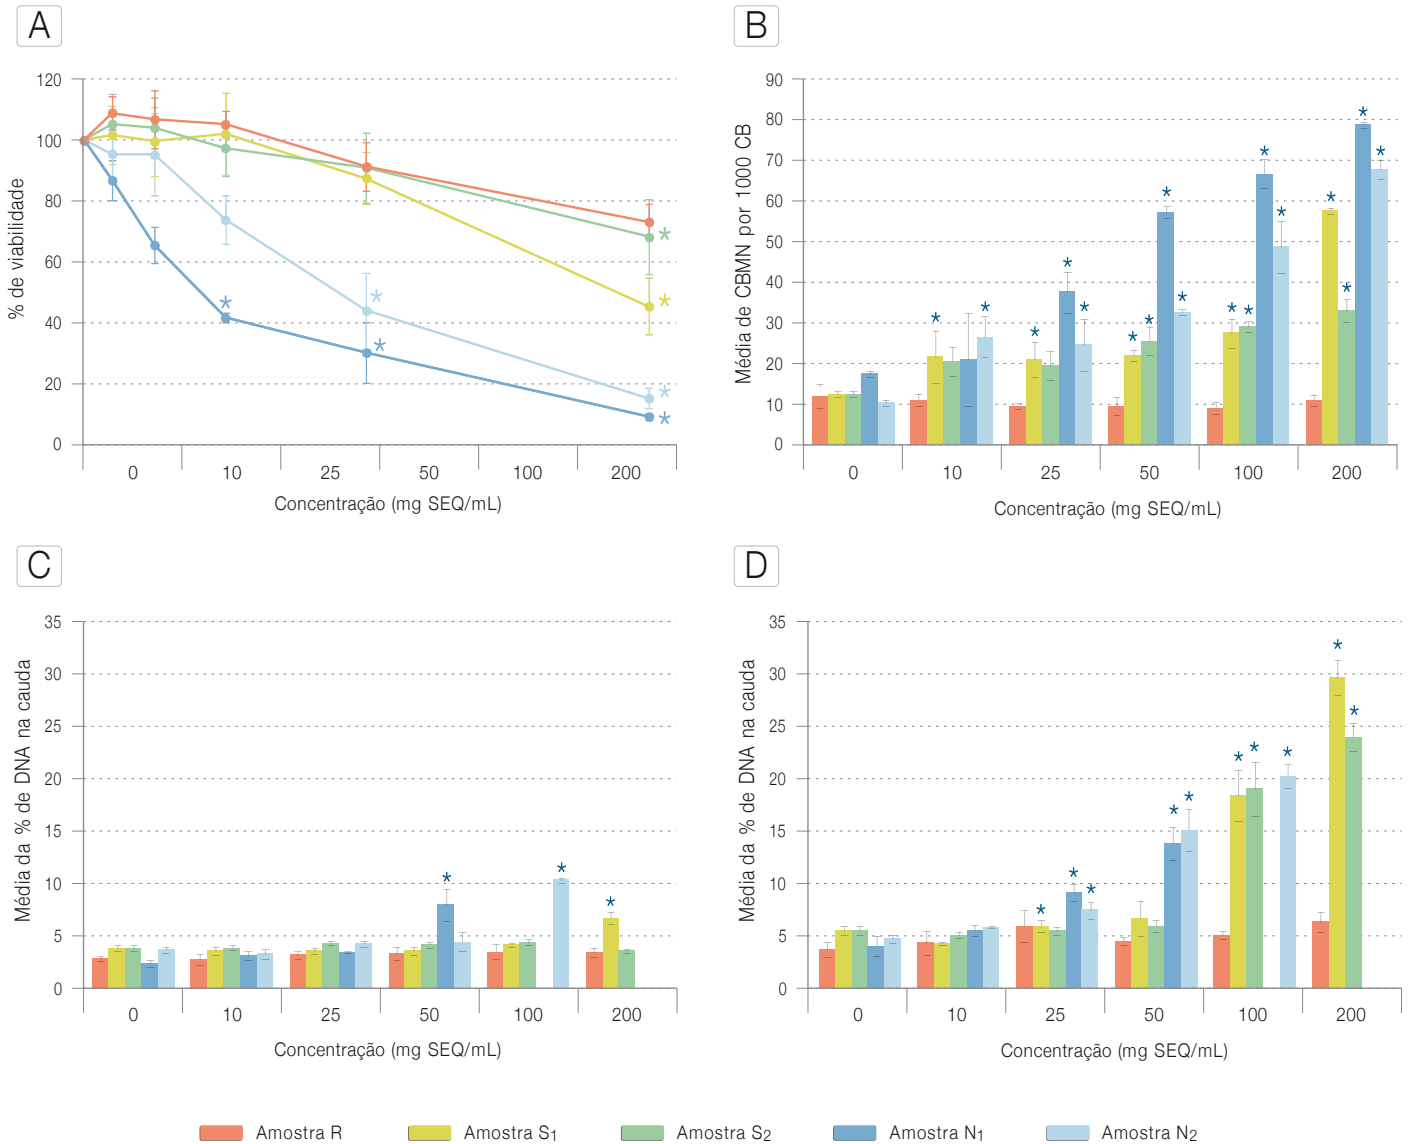 A
120
100
80
60
40
20
0
% de viabilidade
* * * * * * *
0 10 25 50 100 200
Concentração (mg SEQ/mL)
B
90
80
70
60
50
40
30
20
10
0
Média de CBMN por 1000 CB
* * * * * * * * * * * * * * * * *
0 10 25 50 100 200
Concentração (mg SEQ/mL)
C
35
30
25
20
15
10
5
0
Média da % de DNA na cauda
* * *
0 10 25 50 100 200
Concentração (mg SEQ/mL)
D
35
30
25
20
15
10
5
0
Média da % de DNA na cauda
* * * * * * * * * *
0 10 25 50 100 200
Concentração (mg SEQ/mL)
Amostra R Amostra S1 Amostra S2 Amostra N1 Amostra N2